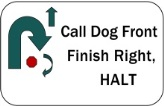 Call Dog Front
Finish Right,
HALT